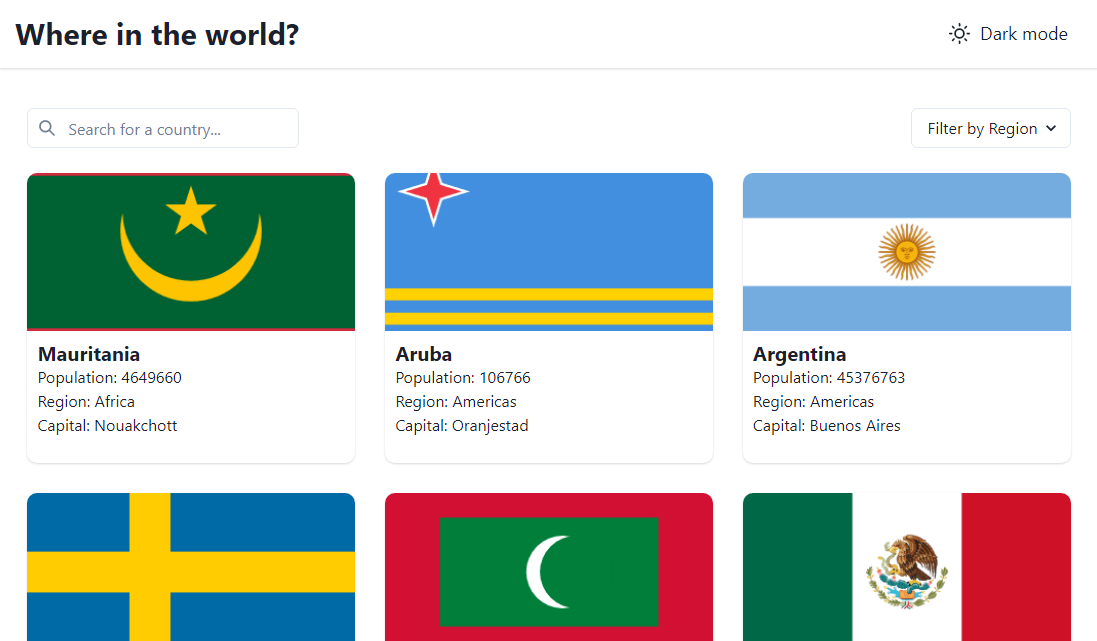 Where in the world?
Dark mode
Search for a country...
Filter by Region
Mauritania
Population: 4649660
Region: Africa
Capital: Nouakchott
Aruba
Population: 106766
Region: Americas
Capital: Oranjestad
Argentina
Population: 45376763
Region: Americas
Capital: Buenos Aires